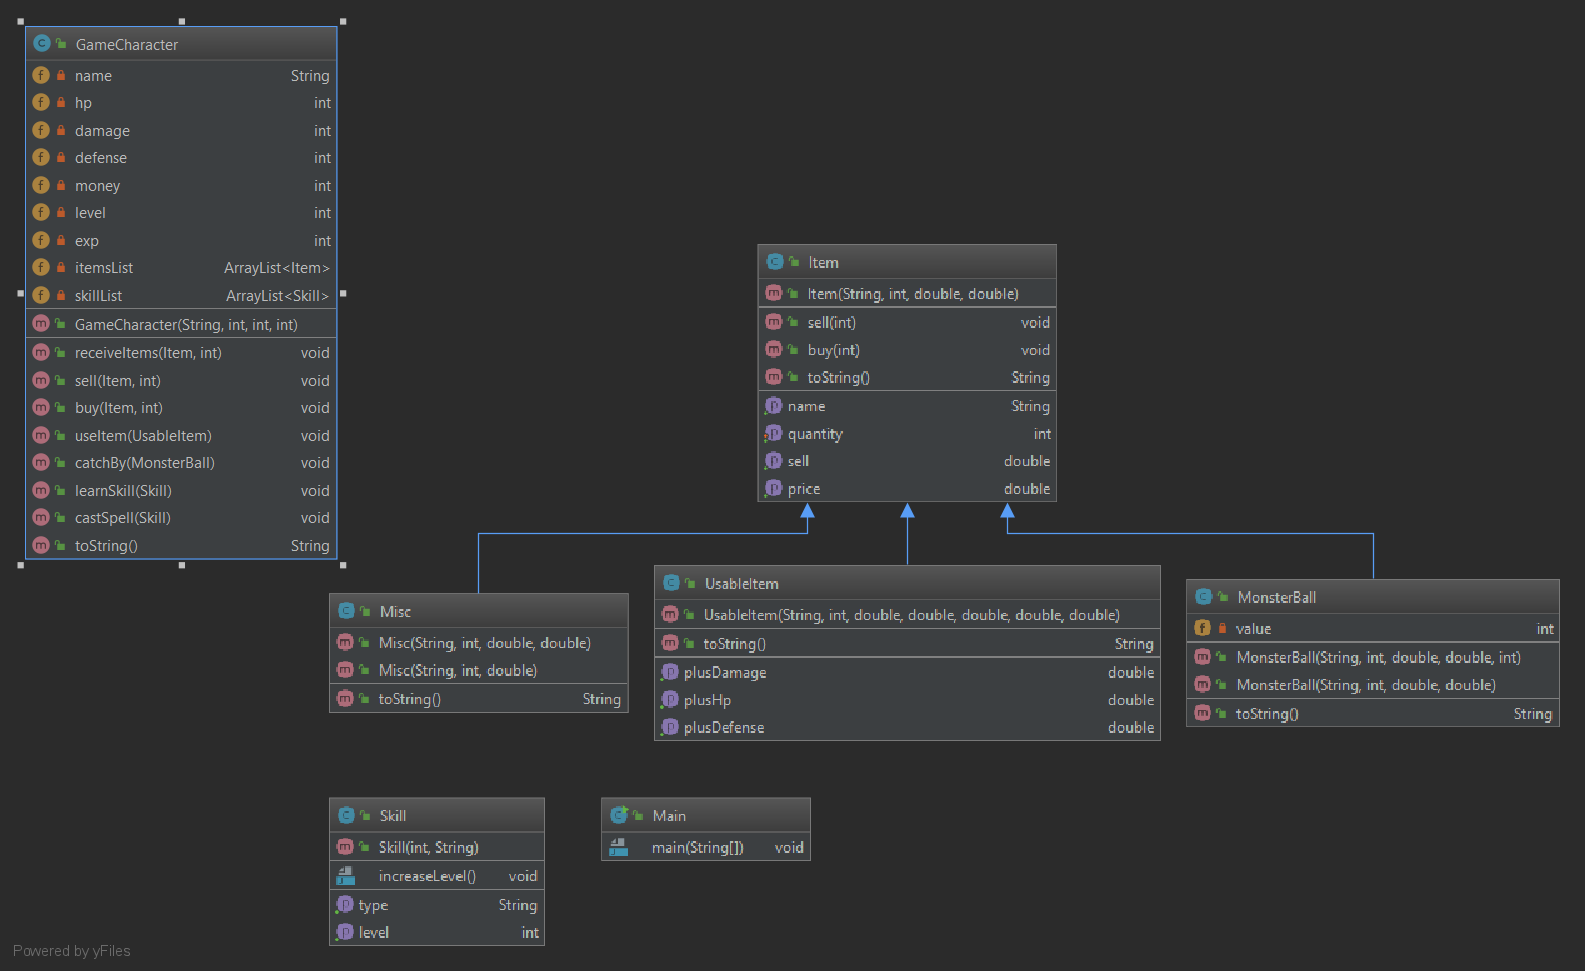 GameCharacter
name String
hp int
damage int
defense int
money int
level int
exp int
itemsList ArrayList<Item>
skillList ArrayList<Skill>
GameCharacter(String, int, int, int)
receiveItems(Item, int) void
sell(Item, int) void
buy(Item, int) void
useItem(UsableItem) void
catchBy(MonsterBall) void
learnSkill(Skill) void
castSpell(Skill) void
toString() String
Item
Item(String, int, double, double)
sell(int) void
buy(int) void
toString() String
name String
quantity int
sell double
price double
Misc
Misc(String, int, double, double)
Misc(String, int, double)
toString() String
UsableItem
UsableItem(String, int, double, double, double, double, double)
toString() String
plusDamage double
plusHp double
plusDefense double
MonsterBall
value int
MonsterBall(String, int, double, double, int)
MonsterBall(String, int, double, double)
toString() String
Skill
Skill(int, String)
increaseLevel() void
type String
level int
Main
main(String[]) void
Powered by yFiles